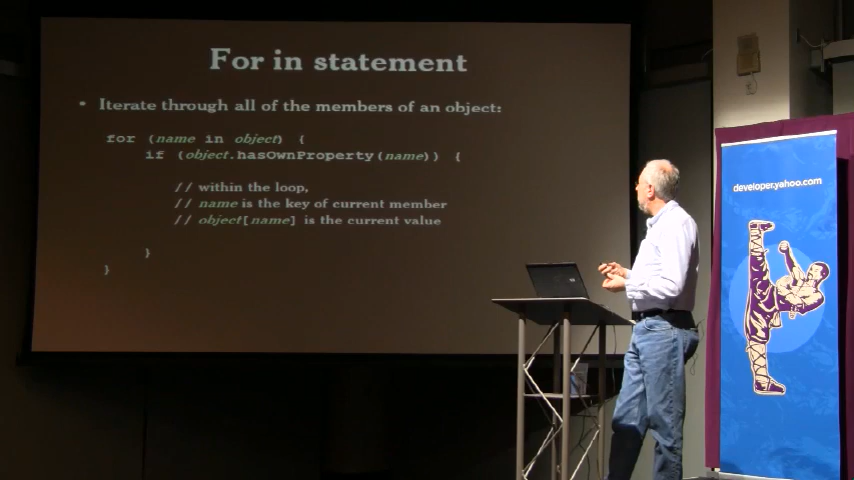 For in statement
• Iterate through all of the members of an object:
for (name in object) {
if (object.hasOwnProperty(name)) {
// within the loop,
// name is the key of current member
// object[name] is the current value
}
}
developer.yahoo.com